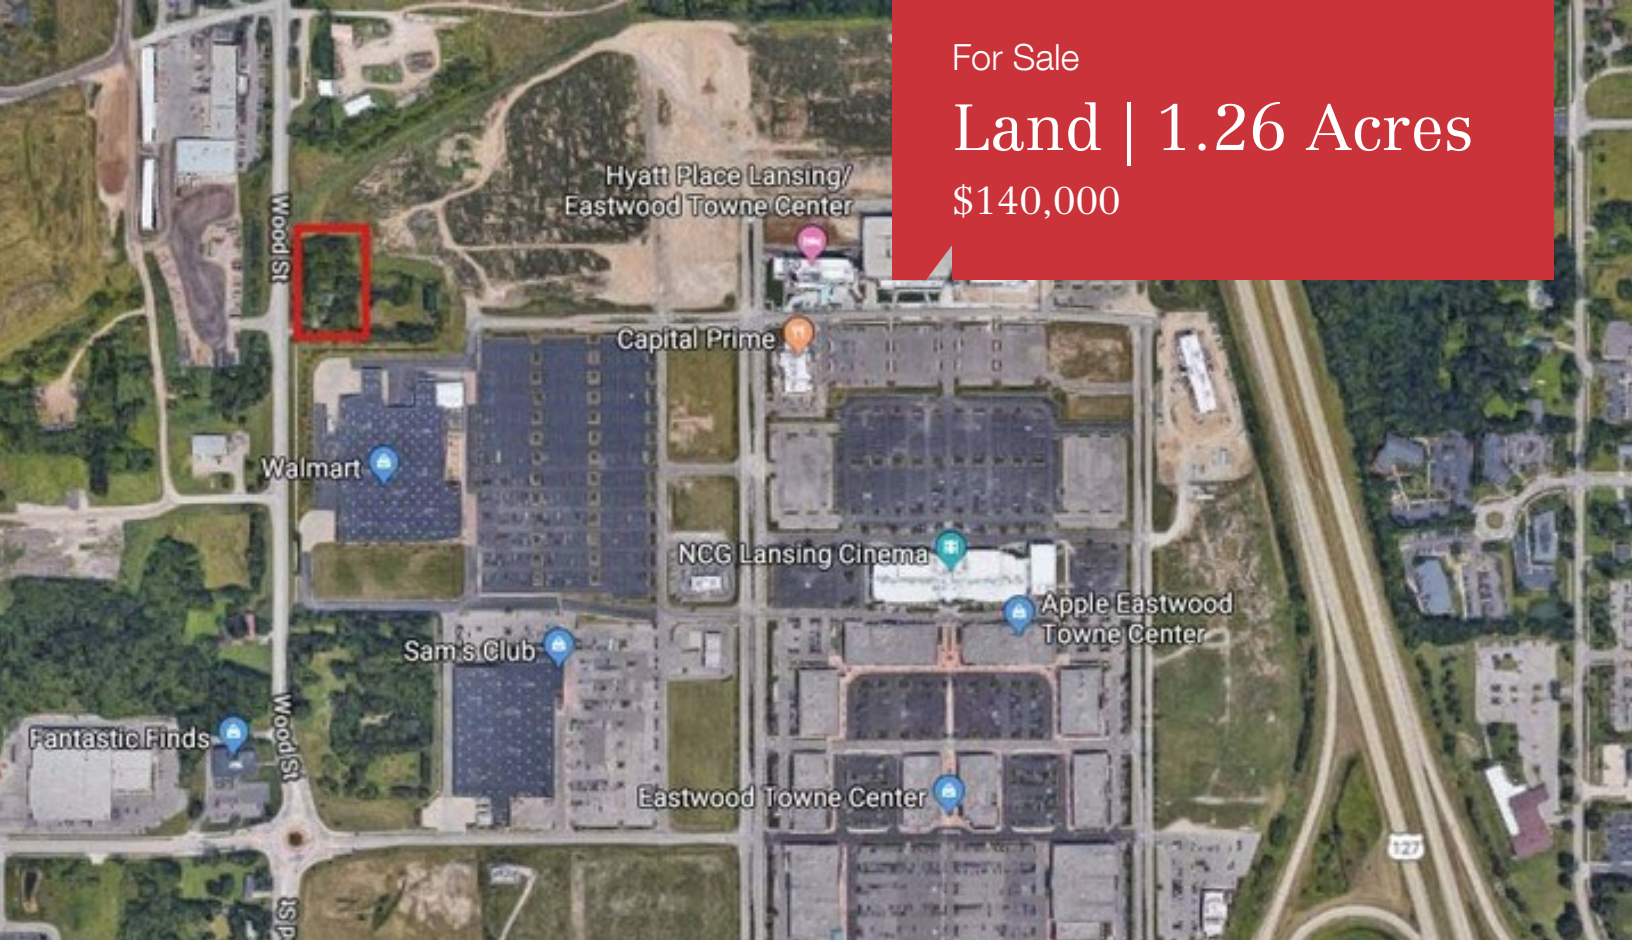 For Sale
Land | 1.26 Acres
$140,000
Hyatt Place Lansing/
Eastwood Towne Center
Wood St
Capital Prime
Walmart
NCG Lansing Cinema
Apple Eastwood
Towne Center
Sam's Club
Wood St
Fantastic Finds
Eastwood Towne Center
127